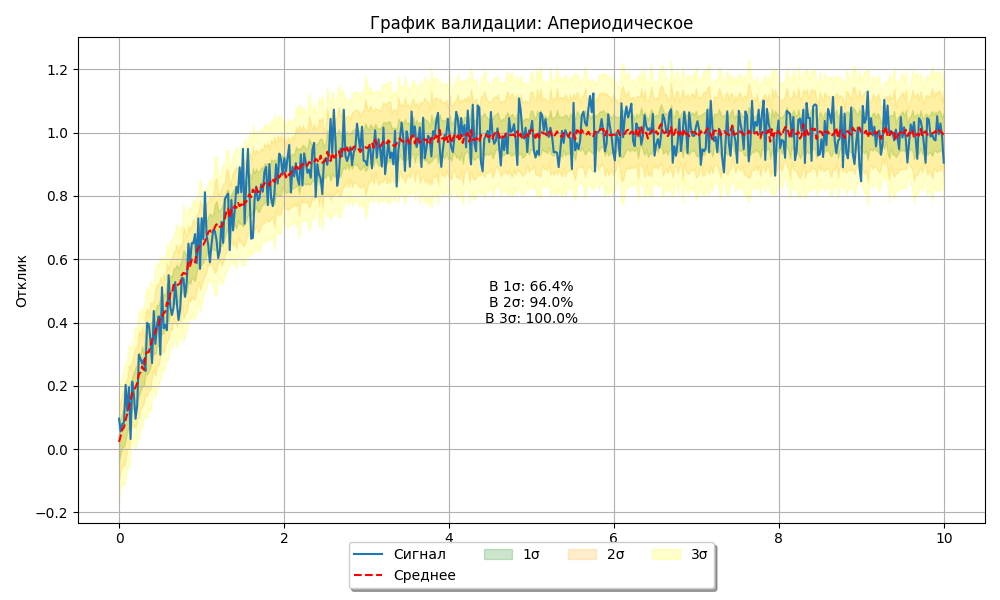 График валидации: Апериодическое
Отклик
1.2
1.0
0.8
0.6
0.4
0.2
0.0
−0.2
В 1σ: 66.4%
В 2σ: 94.0%
В 3σ: 100.0%
0 2 4 6 8 10
Сигнал 1σ 2σ 3σ
Среднее